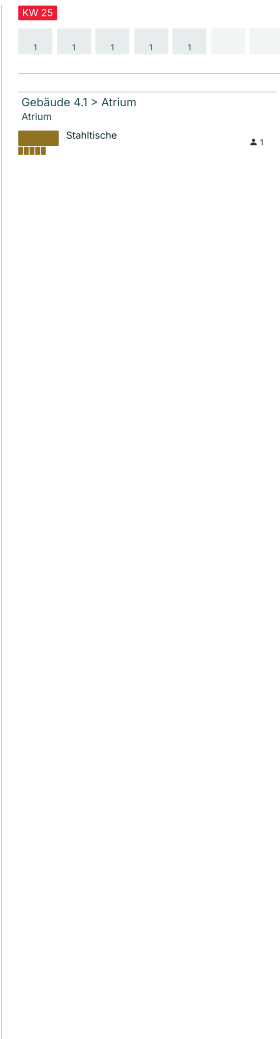 KW 25
1 1 1 1 1
Gebäude 4.1 > Atrium
Atrium
Stahltische
1